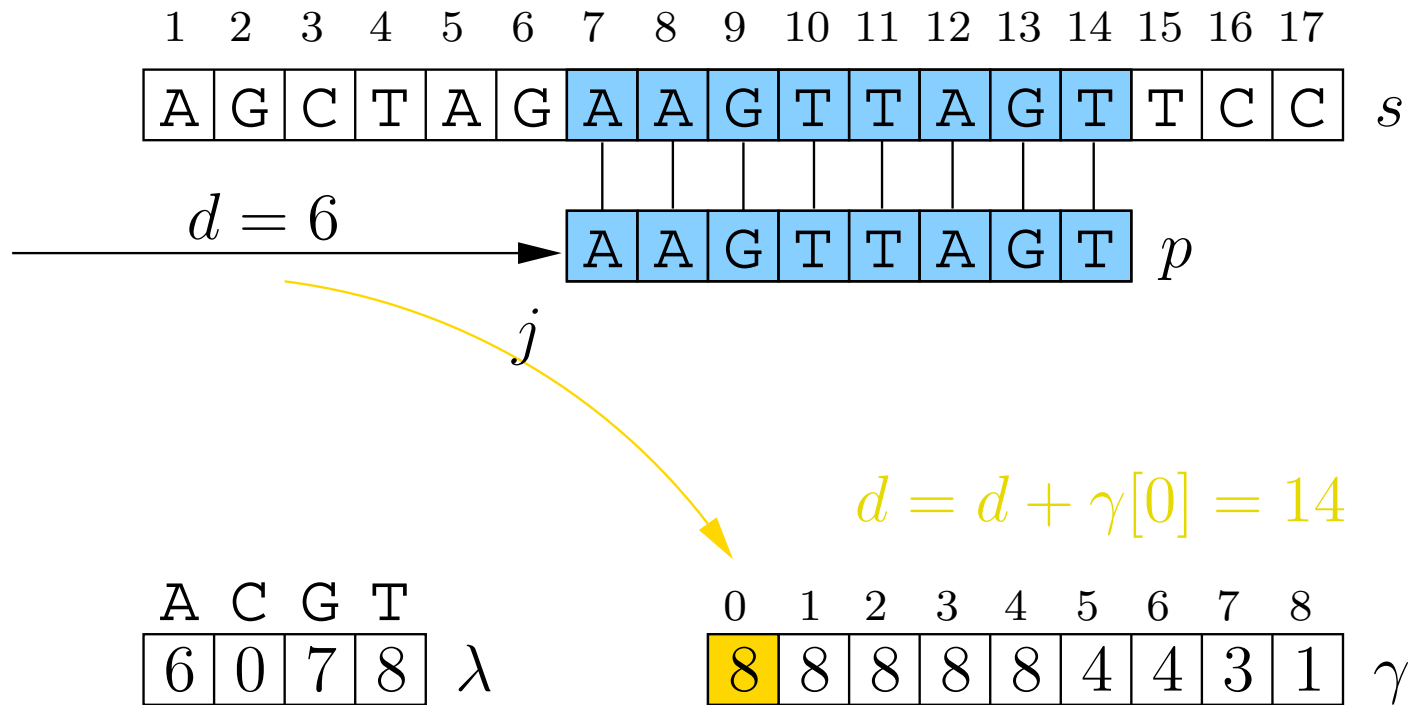 1 2 3 4 5 6 7 8 9 10 11 12 13 14 15 16 17
A G C T A G A A G T T A G T T C C s
d = 6
A A G T T A G T p
j
d = d + γ[0] = 14
A C G T
0 1 2 3 4 5 6 7 8
6 0 7 8 λ
8 8 8 8 8 4 4 3 1 γ